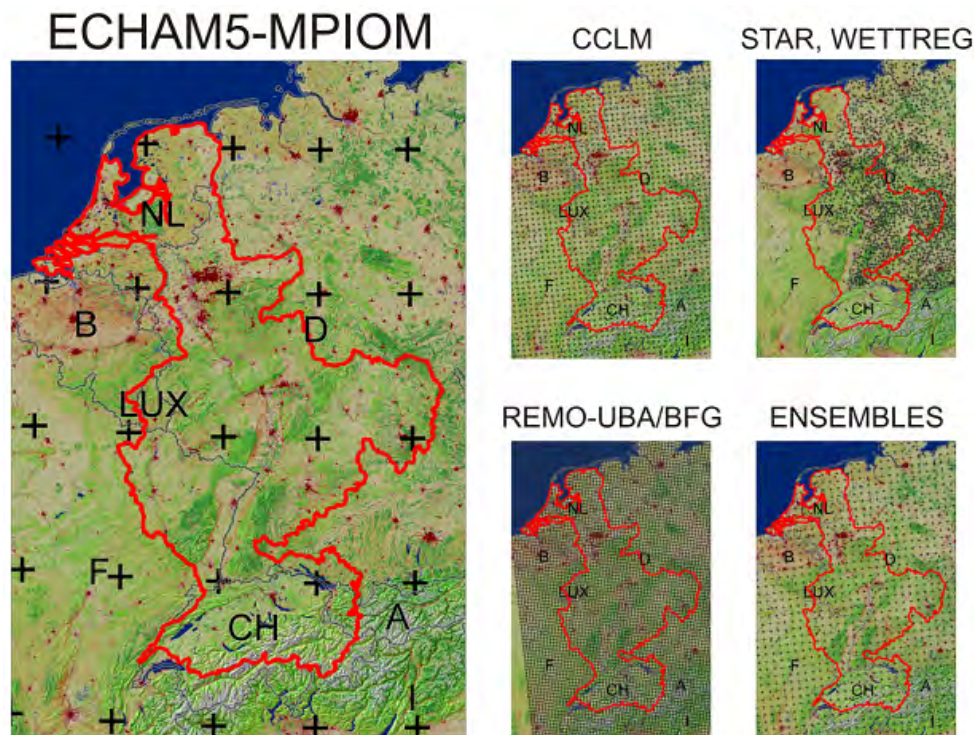 ECHAM5-MPIOM
NL
B
D
LUX
F
CH
A
I
CCLM
NL
B
D
LUX
F
CH
A
I
STAR, WETTREG
NL
B
D
LUX
F
CH
A
I
REMO-UBA/BFG
NL
B
D
LUX
F
CH
A
I
ENSEMBLES
NL
B
D
LUX
F
CH
A
I